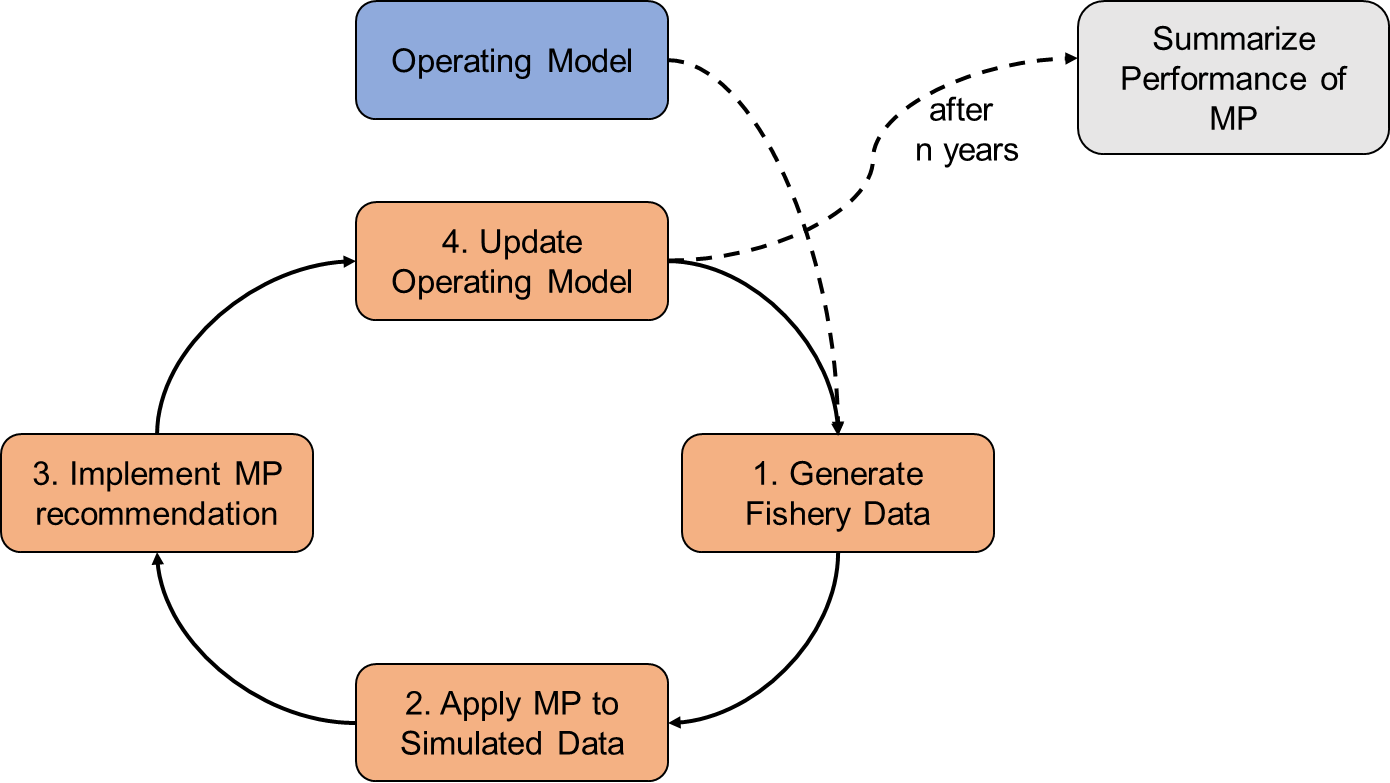 Operating Model
Summarize
Performance of
MP
after
n years
4. Update
Operating Model
3. Implement MP
recommendation
1. Generate
Fishery Data
2. Apply MP to
Simulated Data